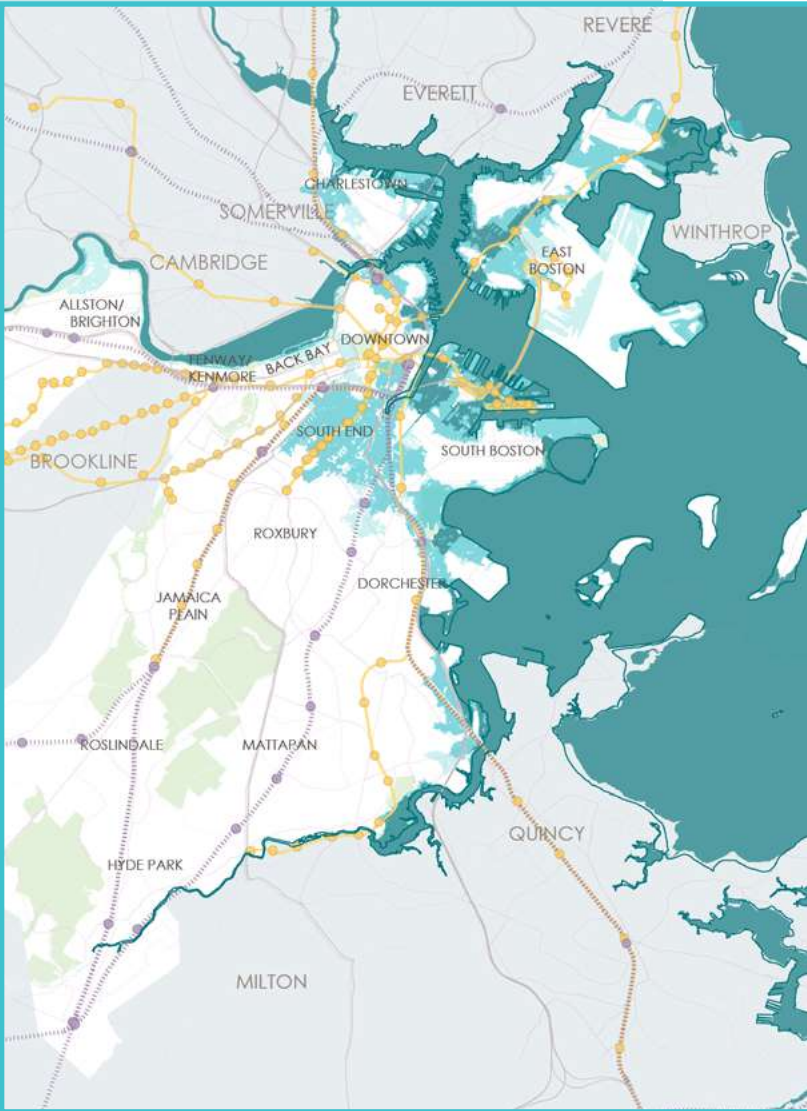 REVERE
EVERETT
CHARLESTOWN
SOMERVILLE
WINTHROP
CAMBRIDGE
EAST
BOSTON
ALLSTON/
BRIGHTON
DOWNTOWN
BACK BAY
FENWAY/
KENMORE
SOUTH END
SOUTH BOSTON
BROOKLINE
ROXBURY
DORCHESTER
JAMAICA
PLAIN
ROSLINDALE
MATTAPAN
QUINCY
HYDE PARK
MILTON